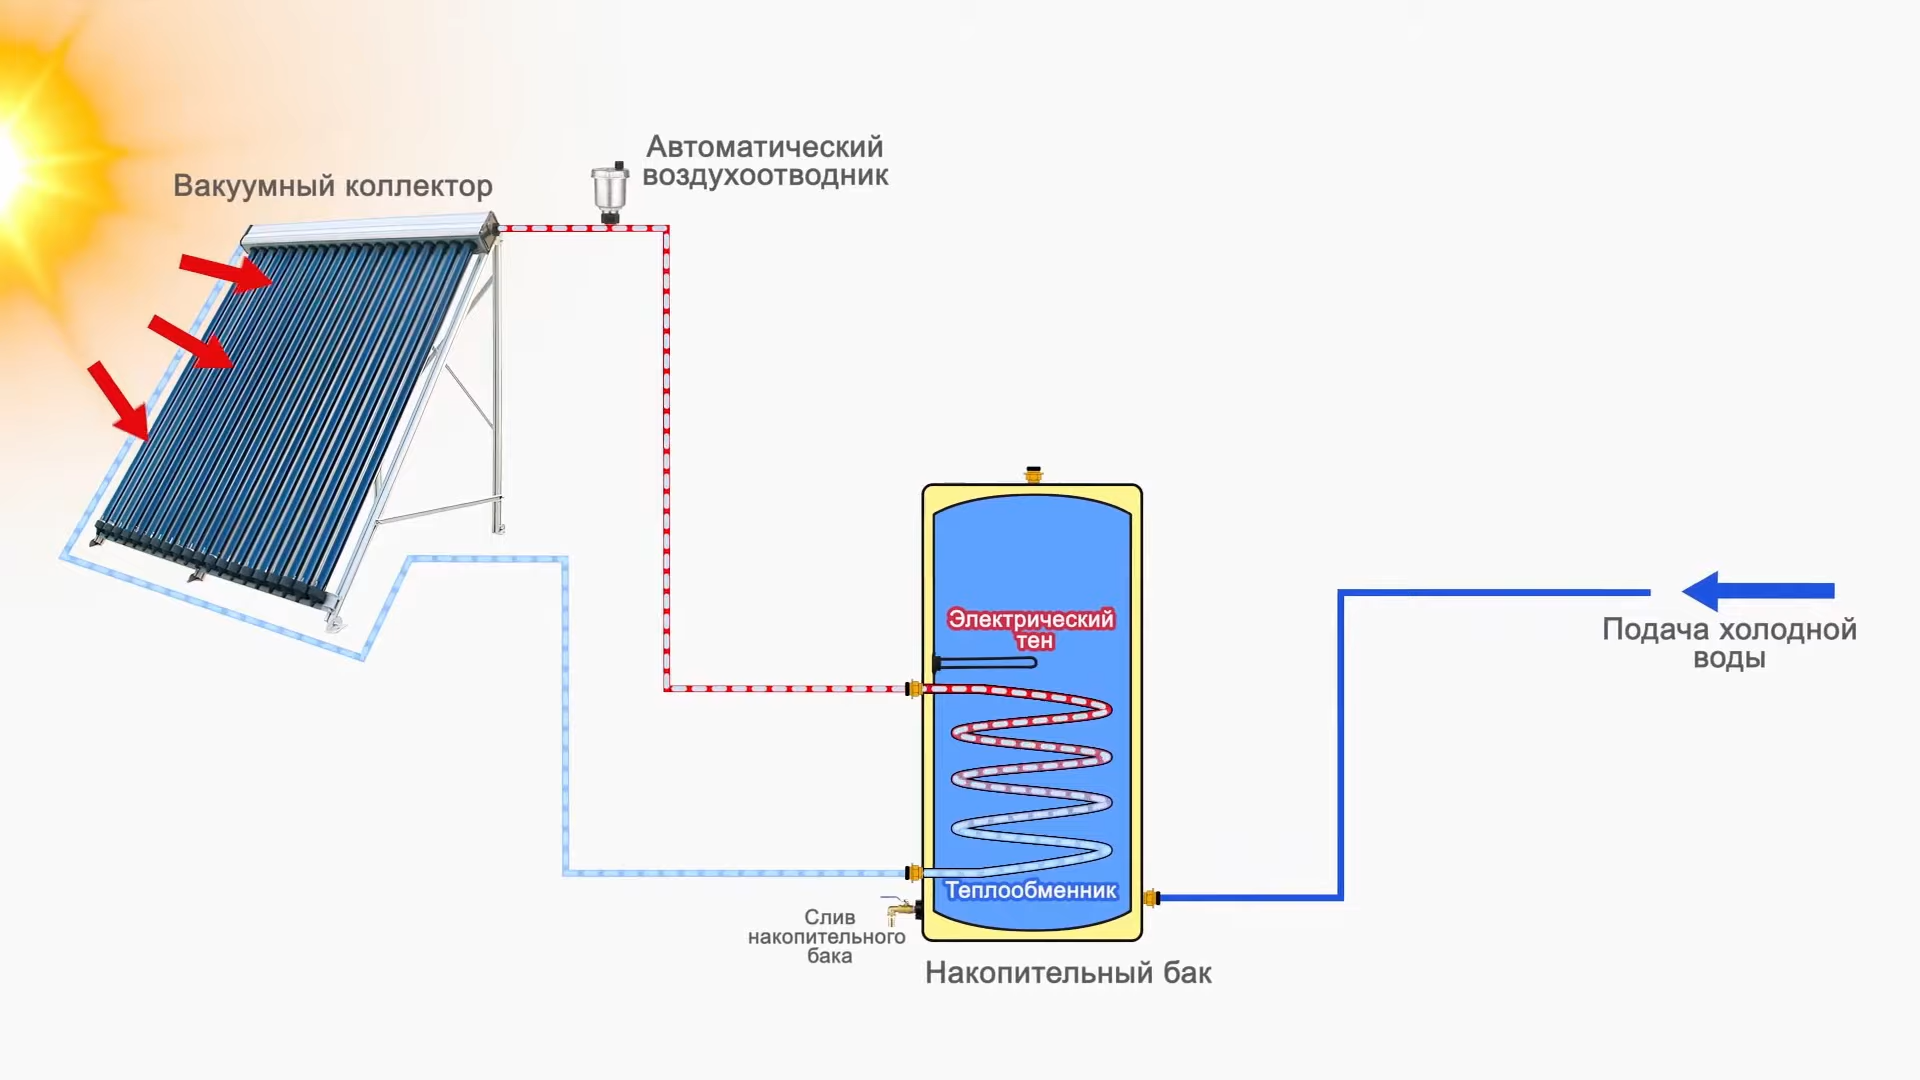 Автоматический
воздухоотводник
Вакуумный коллектор
Электрический
тен
Подача холодной
воды
Теплообменник
Слив
накопительного
бака
Накопительный бак